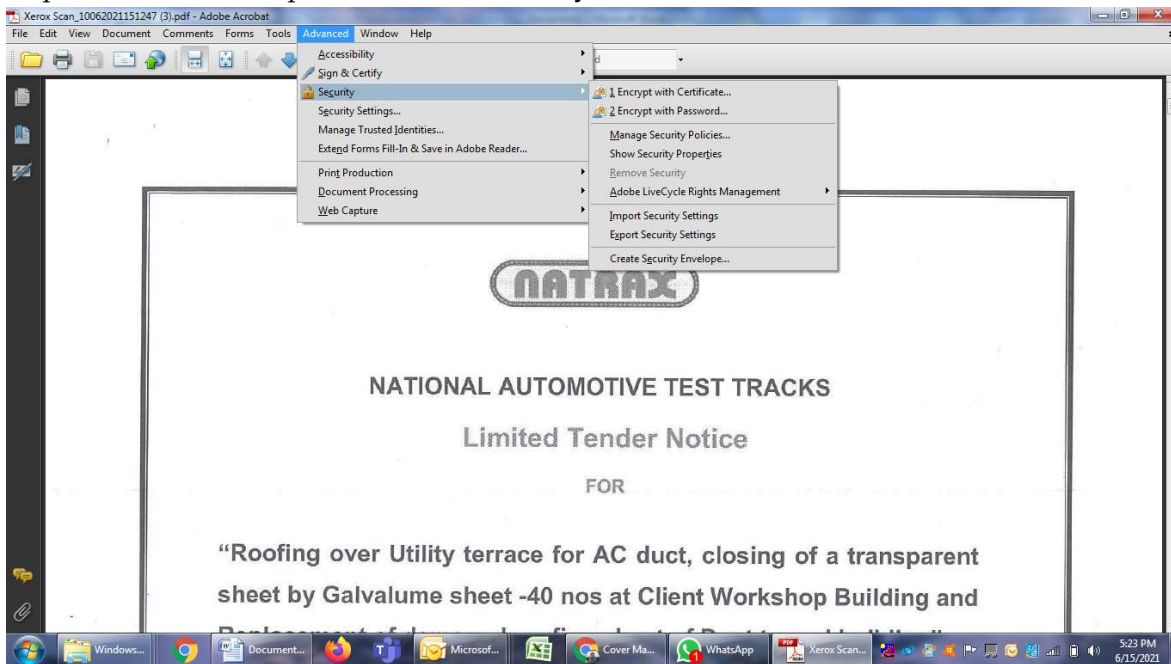 Xerox Scan_10062021151247 (3).pdf - Adobe Acrobat
File Edit View Document Comments Forms Tools Advanced Window Help
Accessibility
Sign & Certify
Security
Security Settings...
Manage Trusted Identities...
Extend Forms Fill-In & Save in Adobe Reader...
Print Production
Document Processing
Web Capture
1 Encrypt with Certificate...
2 Encrypt with Password...
Manage Security Policies...
Show Security Properties
Remove Security
Adobe LiveCycle Rights Management
Import Security Settings
Export Security Settings
Create Security Envelope...
NATRAX
NATIONAL AUTOMOTIVE TEST TRACKS
Limited Tender Notice
FOR
“Roofing over Utility terrace for AC duct, closing of a transparent
sheet by Galvalume sheet -40 nos at Client Workshop Building and
Windows... Document... Microsof... Cover Ma... WhatsApp Xerox Scan... 5:23 PM
6/15/2021